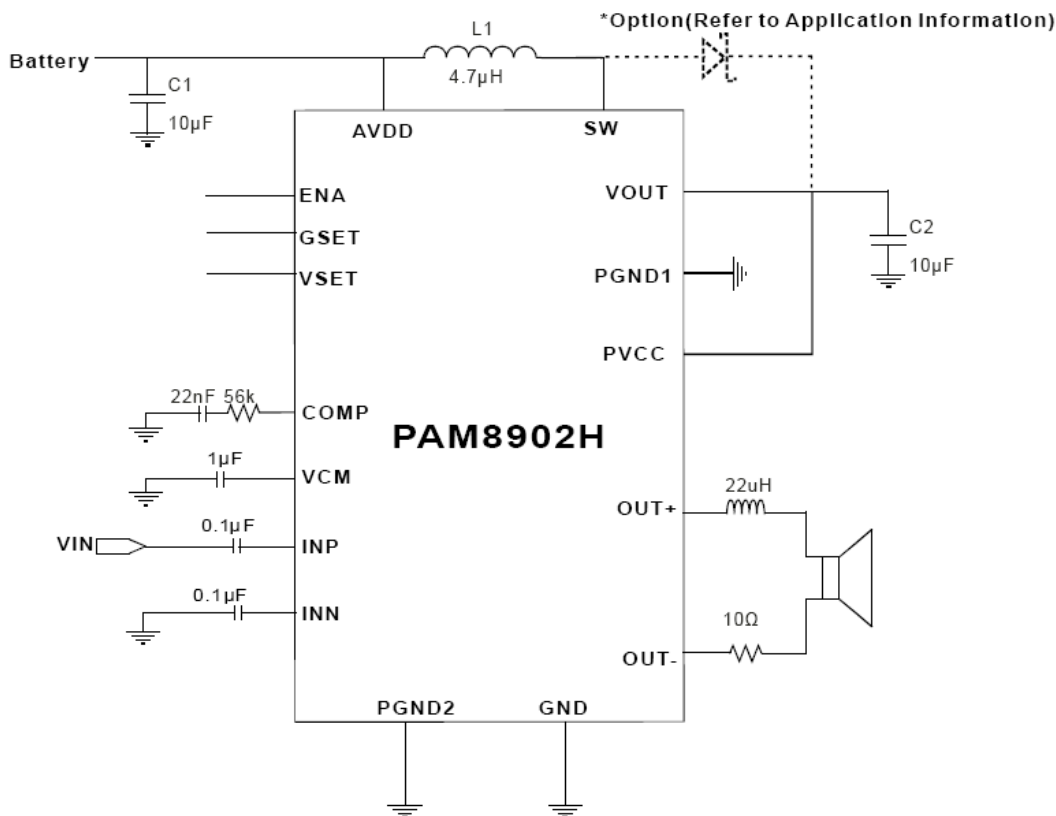 *Option(Refer to Application Information)
L1
Battery
4.7µH
C1
10µF
AVDD
SW
ENA
VOUT
GSET
C2
VSET
PGND1
10µF
PVCC
22nF 56k
COMP
PAM8902H
1µF
VCM
22uH
OUT+
0.1µF
VIN
INP
0.1µF
INN
10Ω
OUT-
PGND2
GND